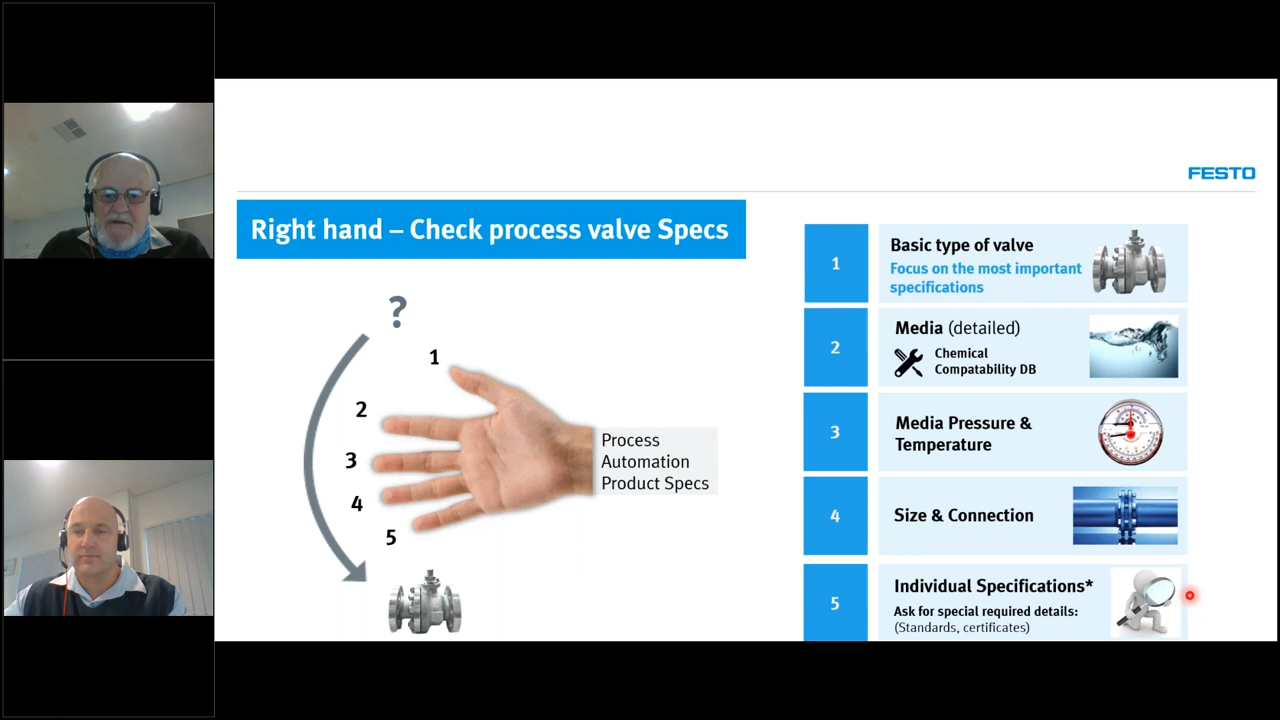 FESTO
Right hand – Check process valve Specs
?
1
2
3
4
5
Process
Automation
Product Specs
1
Basic type of valve
Focus on the most important
specifications
2
Media (detailed)
Chemical
Compatability DB
3
Media Pressure &
Temperature
4
Size & Connection
5
Individual Specifications*
Ask for special required details:
(Standards, certificates)